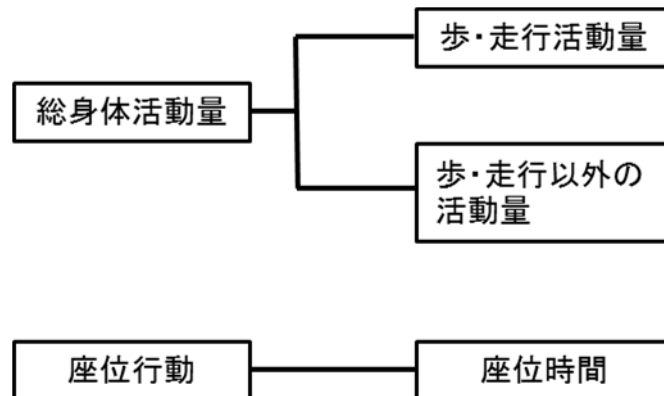 歩・走行活動量
総身体活動量
歩・走行以外の
活動量
座位行動
座位時間